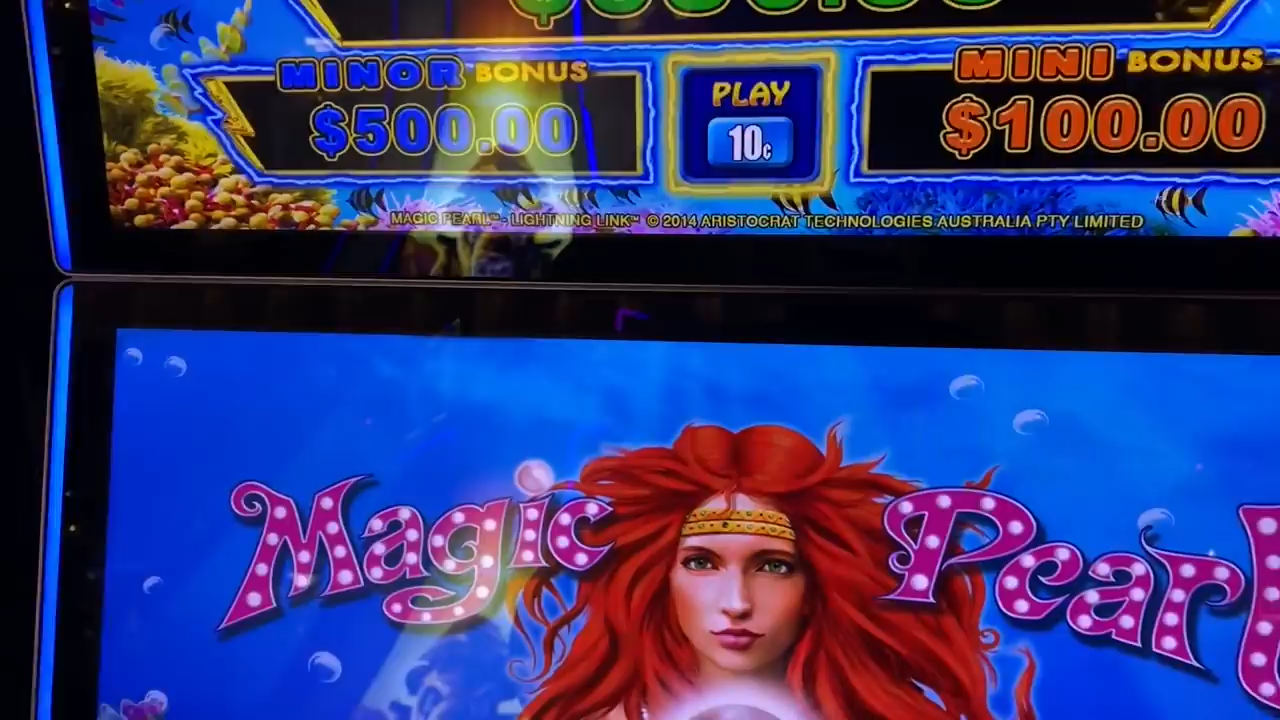 MINOR BONUS
$500.00
PLAY
10c
MINI BONUS
$100.00
MAGIC PEARL™ - LIGHTNING LINK™ © 2014 ARISTOCRAT TECHNOLOGIES AUSTRALIA PTY LIMITED
Magic Pearl